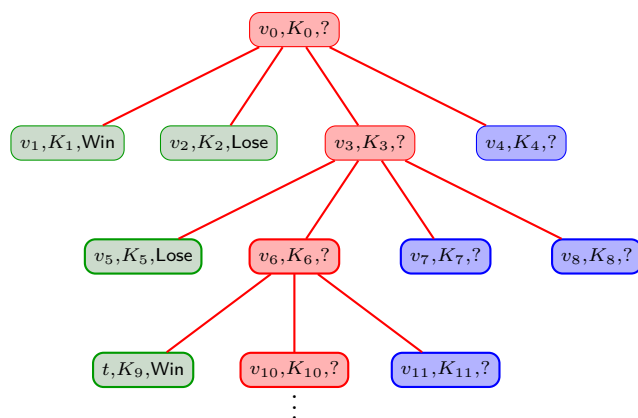 v₀,K₀,?
v₁,K₁,Win
v₂,K₂,Lose
v₃,K₃,?
v₄,K₄,?
v₅,K₅,Lose
v₆,K₆,?
v₇,K₇,?
v₈,K₈,?
t,K₉,Win
v₁₀,K₁₀,?
v₁₁,K₁₁,?
⋮